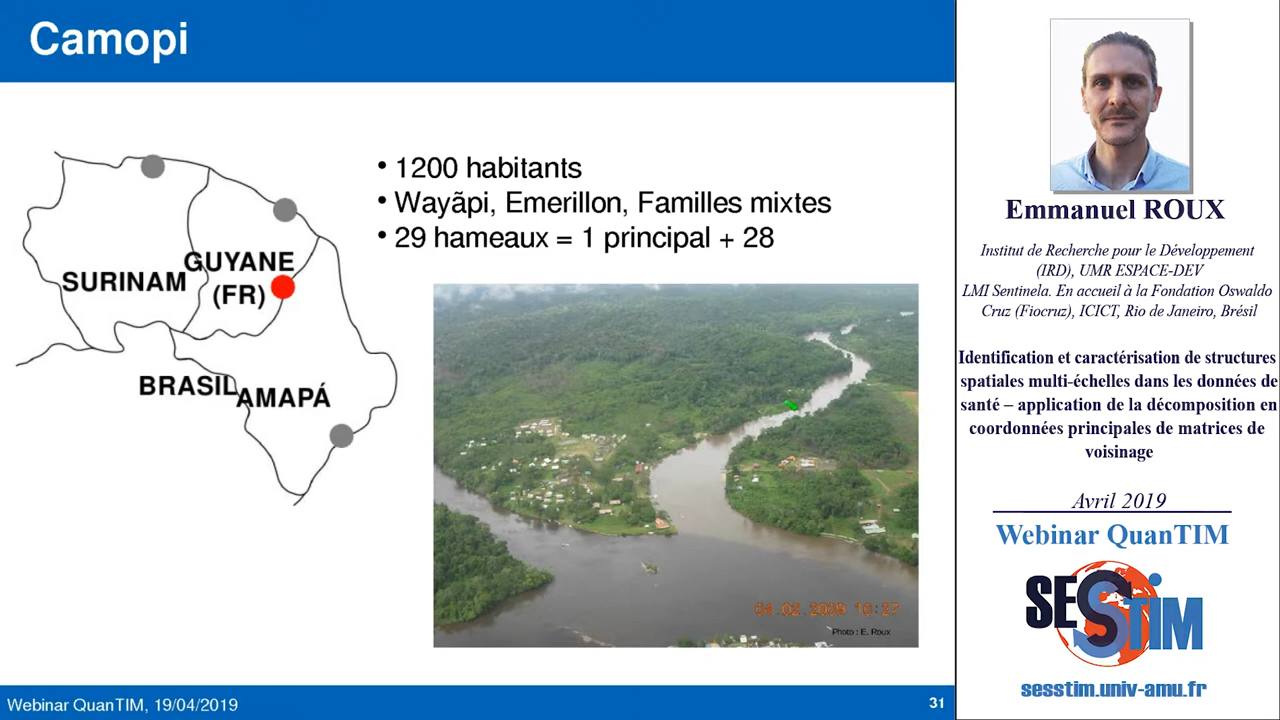 Camopi
• 1200 habitants
• Wayãpi, Emerillon, Familles mixtes
• 29 hameaux = 1 principal + 28
SURINAM
GUYANE
(FR)
BRASIL
AMAPÁ
04.02.2009 10:27
Photo : E. Roux
Webinar QuanTIM, 19/04/2019
31
Emmanuel ROUX
Institut de Recherche pour le Développement
(IRD), UMR ESPACE-DEV
LMI Sentinela. En accueil à la Fondation Oswaldo
Cruz (Fiocruz), ICICT, Rio de Janeiro, Brésil
Identification et caractérisation de structures
spatiales multi-échelles dans les données de
santé – application de la décomposition en
coordonnées principales de matrices de
voisinage
Avril 2019
Webinar QuanTIM
SESSTIM
sesstim.univ-amu.fr